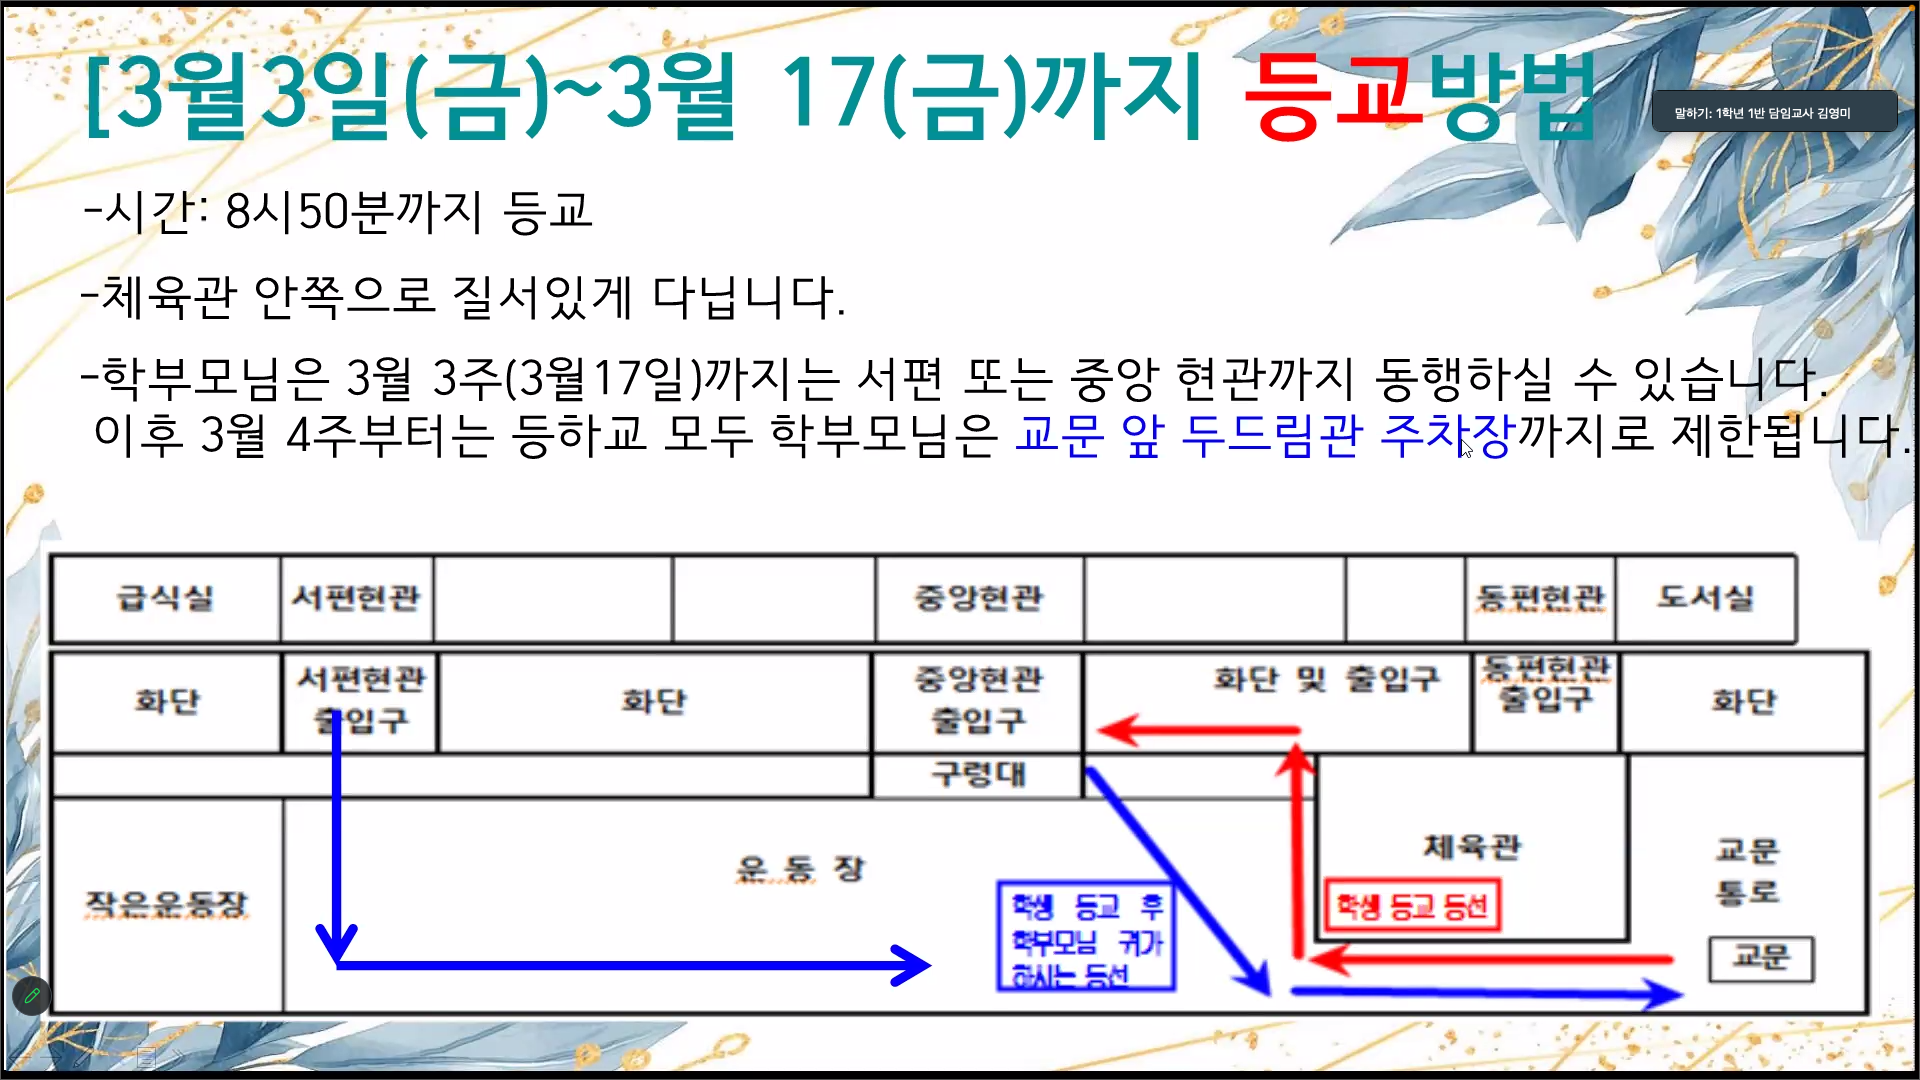 [3월3일(금)~3월 17(금)까지 등교방법
말하기: 1학년 1반 담임교사 김영미
-시간: 8시50분까지 등교
-체육관 안쪽으로 질서있게 다닙니다.
-학부모님은 3월 3주(3월17일)까지는 서편 또는 중앙 현관까지 동행하실 수 있습니다.
이후 3월 4주부터는 등하교 모두 학부모님은 교문 앞 두드림관 주차장까지로 제한됩니다.
급식실
서편현관
중앙현관
동편현관
도서실
화단
서편현관
출입구
화단
중앙현관
출입구
화단 및 출입구
동편현관
출입구
화단
구령대
작은운동장
운 동 장
학생 등교 후
학부모님 귀가
하시는 동선
체육관
학생 등교 동선
교문
통로
교문